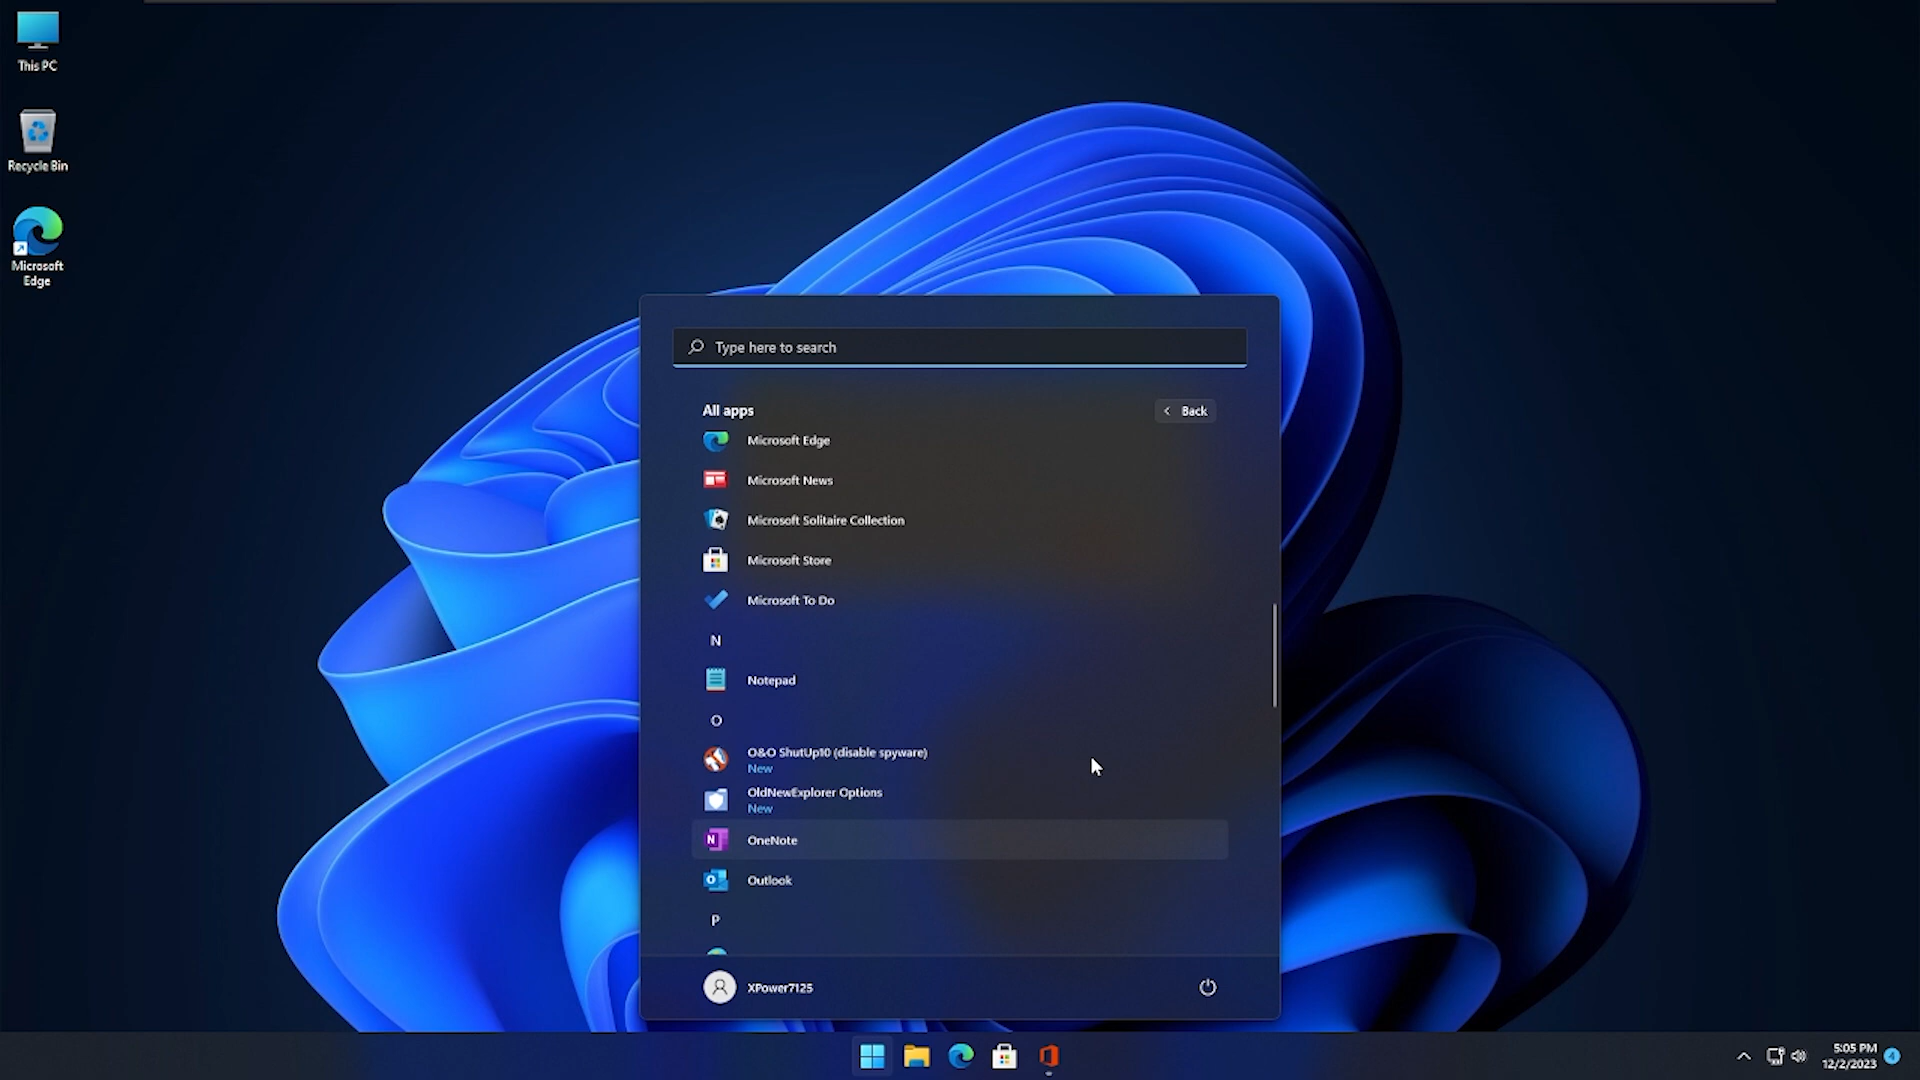 This PC
Recycle Bin
Microsoft
Edge
Type here to search
All apps
Back
Microsoft Edge
Microsoft News
Microsoft Solitaire Collection
Microsoft Store
Microsoft To Do
N
Notepad
O
O&O ShutUp10 (disable spyware)
New
OldNewExplorer Options
New
OneNote
Outlook
P
XPower7125
5:05 PM
12/2/2023
4